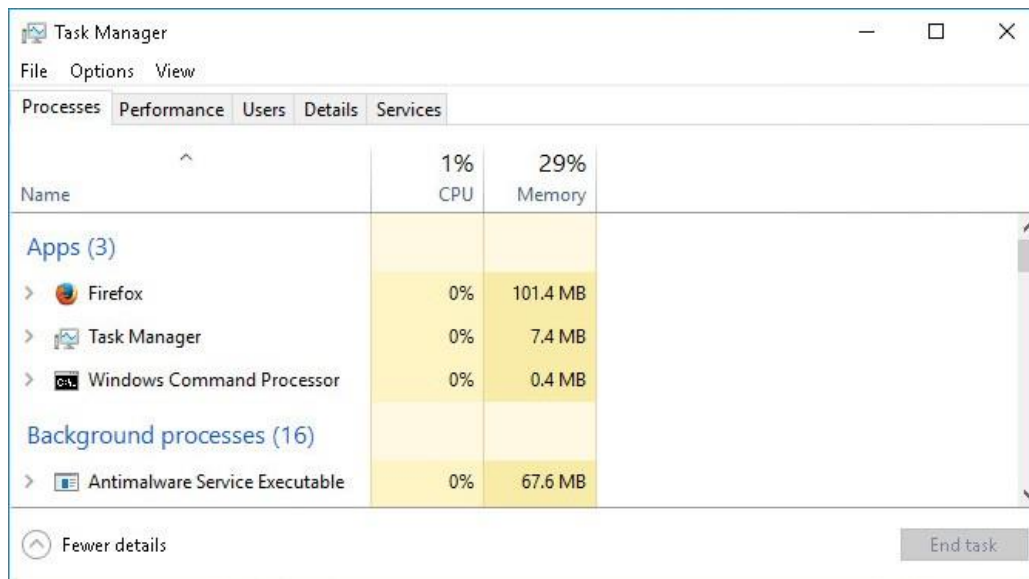 Task Manager
File Options View
Processes Performance Users Details Services
1% 29%
Name CPU Memory
Apps (3)
Firefox 0% 101.4 MB
Task Manager 0% 7.4 MB
Windows Command Processor 0% 0.4 MB
Background processes (16)
Antimalware Service Executable 0% 67.6 MB
Fewer details End task